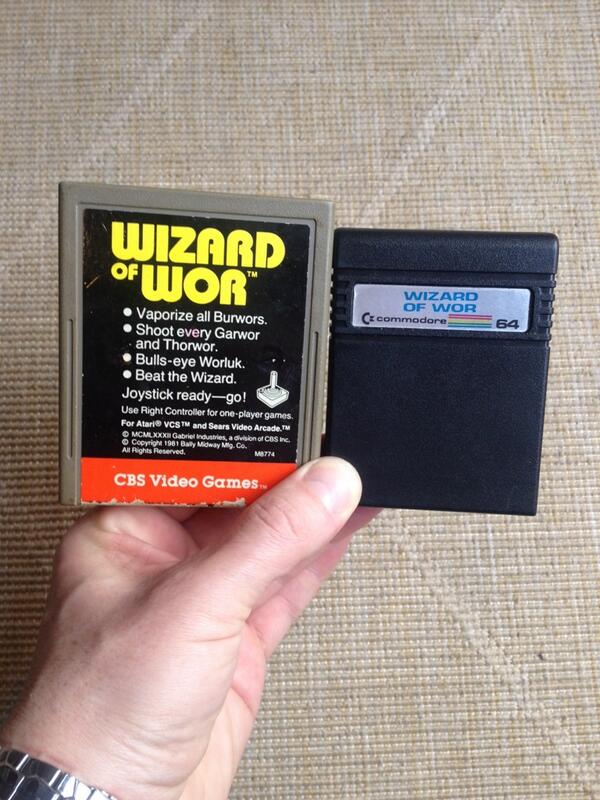 WIZARD
OF WOR™
• Vaporize all Burwors.
• Shoot every Garwor
and Thorwor.
• Bulls-eye Worluk.
• Beat the Wizard.
Joystick ready—go!
Use Right Controller for one-player games.
For Atari® VCS™ and Sears Video Arcade.™
© MCMLXXXII Gabriel Industries, a division of CBS Inc.
© Copyright 1981 Bally Midway Mfg. Co.
All Rights Reserved. M8774
CBS Video Games™
WIZARD
OF WOR
commodore 64